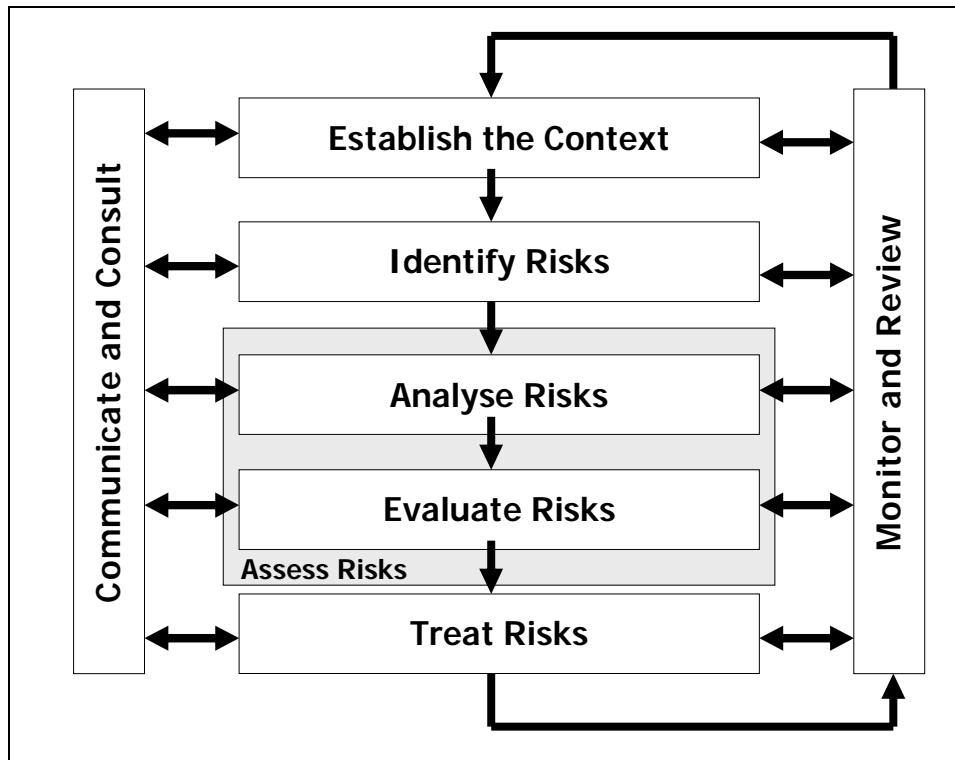 Communicate and Consult
Establish the Context
Identify Risks
Analyse Risks
Evaluate Risks
Assess Risks
Treat Risks
Monitor and Review